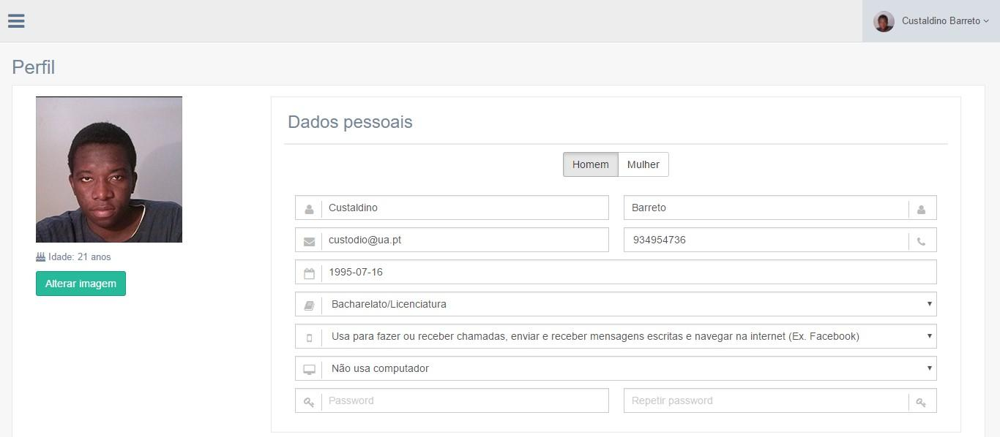 Custaldino Barreto
Perfil
Idade: 21 anos
Alterar imagem
Dados pessoais
Homem Mulher
Custaldino Barreto
custodio@ua.pt 934954736
1995-07-16
Bacharelato/Licenciatura
Usa para fazer ou receber chamadas, enviar e receber mensagens escritas e navegar na internet (Ex. Facebook)
Não usa computador
Password Repetir password